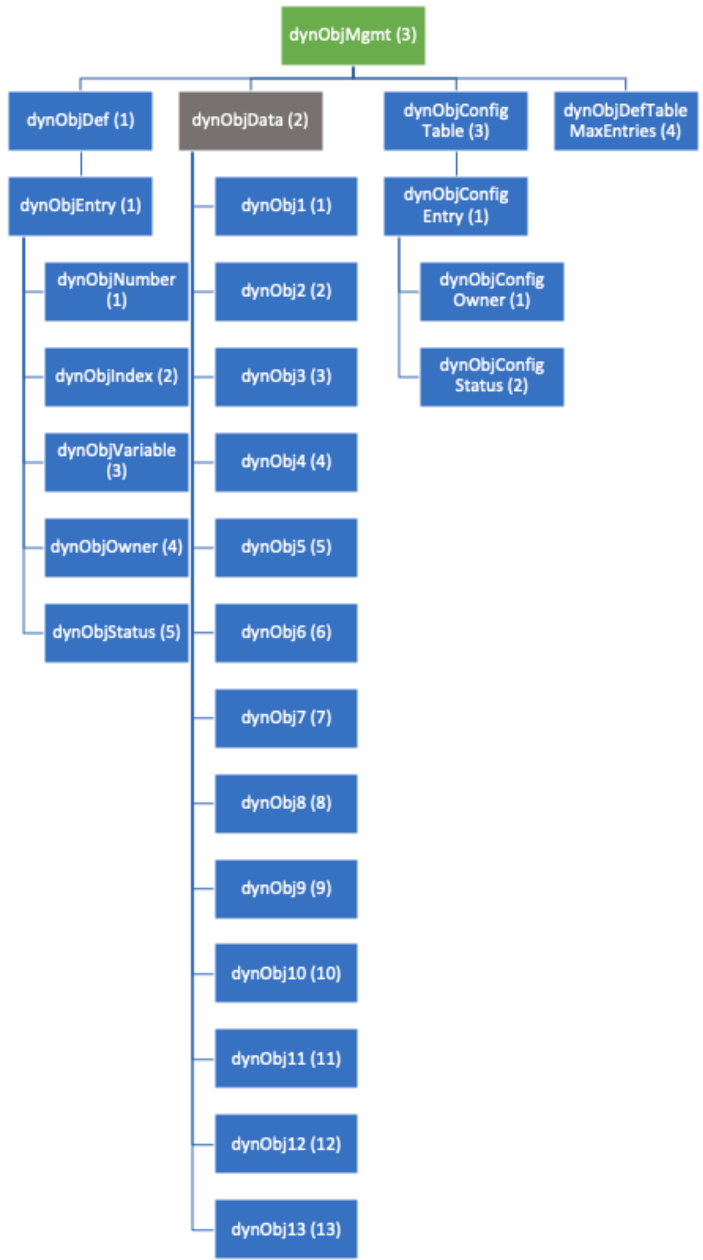 dynObjMgmt (3)
dynObjDef (1)
dynObjData (2)
dynObjConfig
Table (3)
dynObjDefTable
MaxEntries (4)
dynObjEntry (1)
dynObj1 (1)
dynObjConfig
Entry (1)
dynObjNumber
(1)
dynObj2 (2)
dynObjConfig
Owner (1)
dynObjIndex (2)
dynObj3 (3)
dynObjConfig
Status (2)
dynObjVariable
(3)
dynObj4 (4)
dynObjOwner (4)
dynObj5 (5)
dynObjStatus (5)
dynObj6 (6)
dynObj7 (7)
dynObj8 (8)
dynObj9 (9)
dynObj10 (10)
dynObj11 (11)
dynObj12 (12)
dynObj13 (13)